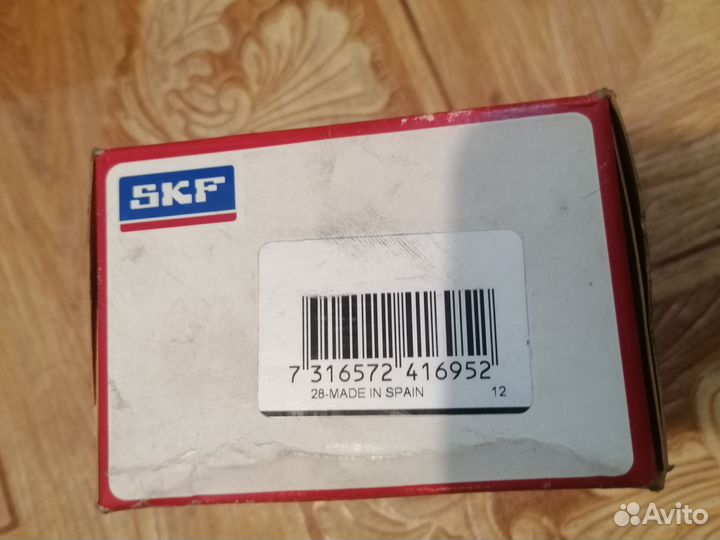 SKF
7 316572 416952
28-MADE IN SPAIN 12
Avito